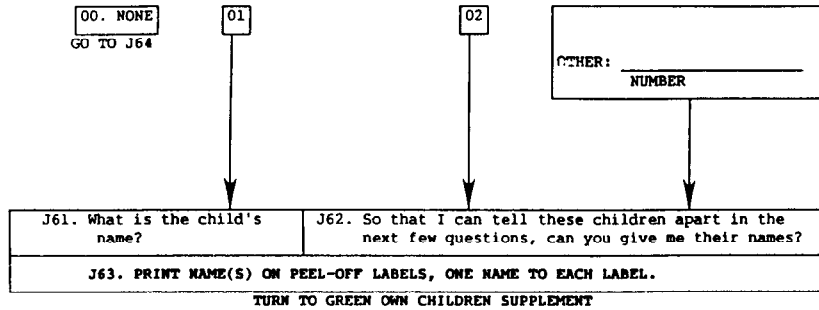 00. NONE
01
02
GO TO J64
OTHER:
NUMBER
J61. What is the child's
name?
J62. So that I can tell these children apart in the
next few questions, can you give me their names?
J63. PRINT NAME(S) ON PEEL-OFF LABELS, ONE NAME TO EACH LABEL.
TURN TO GREEN OWN CHILDREN SUPPLEMENT